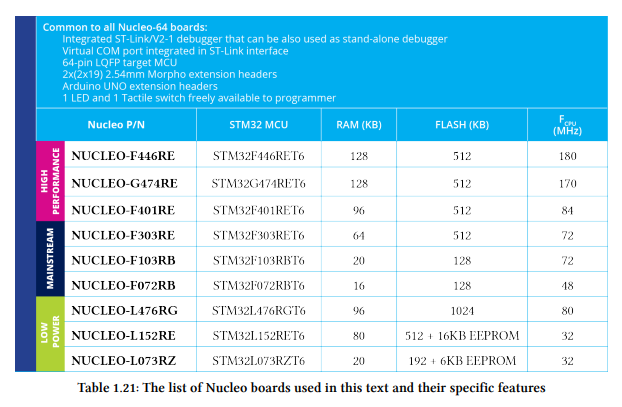 Common to all Nucleo-64 boards:
Integrated ST-Link/V2-1 debugger that can be also used as stand-alone debugger
Virtual COM port integrated in ST-Link interface
64-pin LQFP target MCU
2x(2x19) 2.54mm Morpho extension headers
Arduino UNO extension headers
1 LED and 1 Tactile switch freely available to programmer
Nucleo P/N STM32 MCU RAM (KB) FLASH (KB) FCPU (MHz)
HIGH PERFORMANCE
NUCLEO-F446RE STM32F446RET6 128 512 180
NUCLEO-G474RE STM32G474RET6 128 512 170
NUCLEO-F401RE STM32F401RET6 96 512 84
MAINSTREAM
NUCLEO-F303RE STM32F303RET6 64 512 72
NUCLEO-F103RB STM32F103RBT6 20 128 72
NUCLEO-F072RB STM32F072RBT6 16 128 48
LOW POWER
NUCLEO-L476RG STM32L476RGT6 96 1024 80
NUCLEO-L152RE STM32L152RET6 80 512 + 16KB EEPROM 32
NUCLEO-L073RZ STM32L073RZT6 20 192 + 6KB EEPROM 32
Table 1.21: The list of Nucleo boards used in this text and their specific features